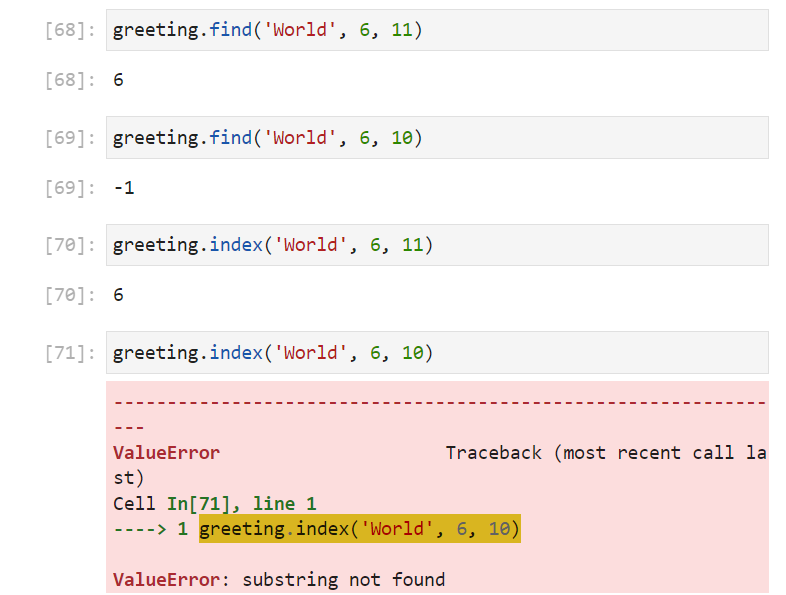 [68]: greeting.find('World', 6, 11)
[68]: 6
[69]: greeting.find('World', 6, 10)
[69]: -1
[70]: greeting.index('World', 6, 11)
[70]: 6
[71]: greeting.index('World', 6, 10)
-------------------------------------------------------------
---
ValueError                     Traceback (most recent call la
st)
Cell In[71], line 1
----> 1 greeting.index('World', 6, 10)
ValueError: substring not found